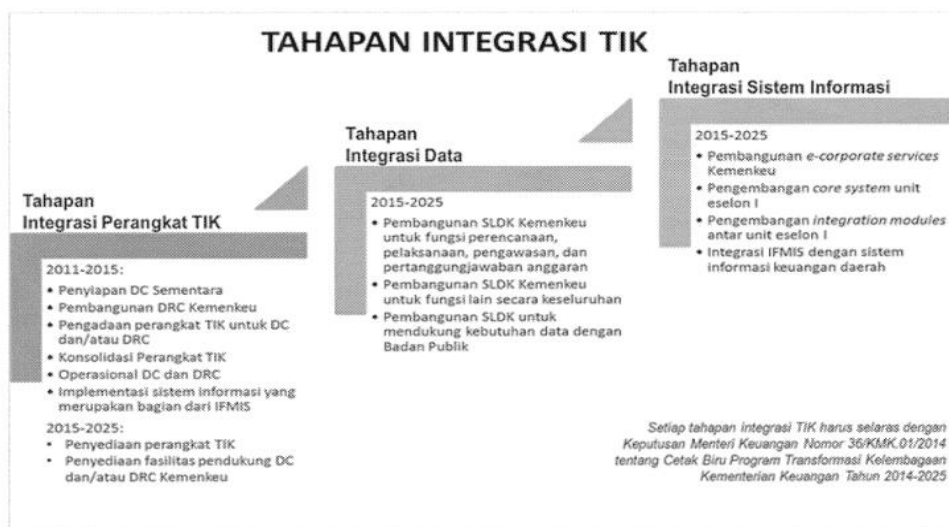 TAHAPAN INTEGRASI TIK
Tahapan
Integrasi Perangkat TIK
2011-2015:
• Penyiapan DC Sementara
• Pembangunan DRC Kemenkeu
• Pengadaan perangkat TIK untuk DC
dan/atau DRC
• Konsolidasi Perangkat TIK
• Operasional DC dan DRC
• Implementasi sistem informasi yang
merupakan bagian dari IFMIS
2015-2025:
• Penyediaan perangkat TIK
• Penyediaan fasilitas pendukung DC
dan/atau DRC Kemenkeu
Tahapan
Integrasi Data
2015-2025
• Pembangunan SLDK Kemenkeu
untuk fungsi perencanaan,
pelaksanaan, pengawasan, dan
pertanggungjawaban anggaran
• Pembangunan SLDK Kemenkeu
untuk fungsi lain secara keseluruhan
• Pembangunan SLDK untuk
mendukung kebutuhan data dengan
Badan Publik
Tahapan
Integrasi Sistem Informasi
2015-2025
• Pembangunan e-corporate services
Kemenkeu
• Pengembangan core system unit
eselon I
• Pengembangan integration modules
antar unit eselon I
• Integrasi IFMIS dengan sistem
informasi keuangan daerah
Setiap tahapan integrasi TIK harus selaras dengan
Keputusan Menteri Keuangan Nomor 36/KMK.01/2014
tentang Cetak Biru Program Transformasi Kelembagaan
Kementerian Keuangan Tahun 2014-2025